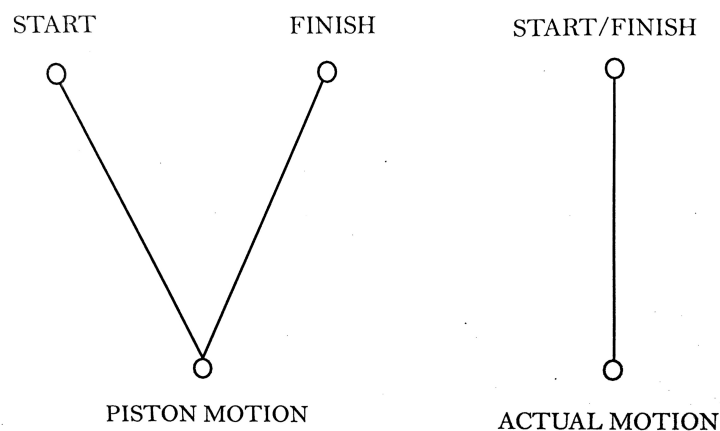 START
FINISH
START/FINISH
PISTON MOTION
ACTUAL MOTION